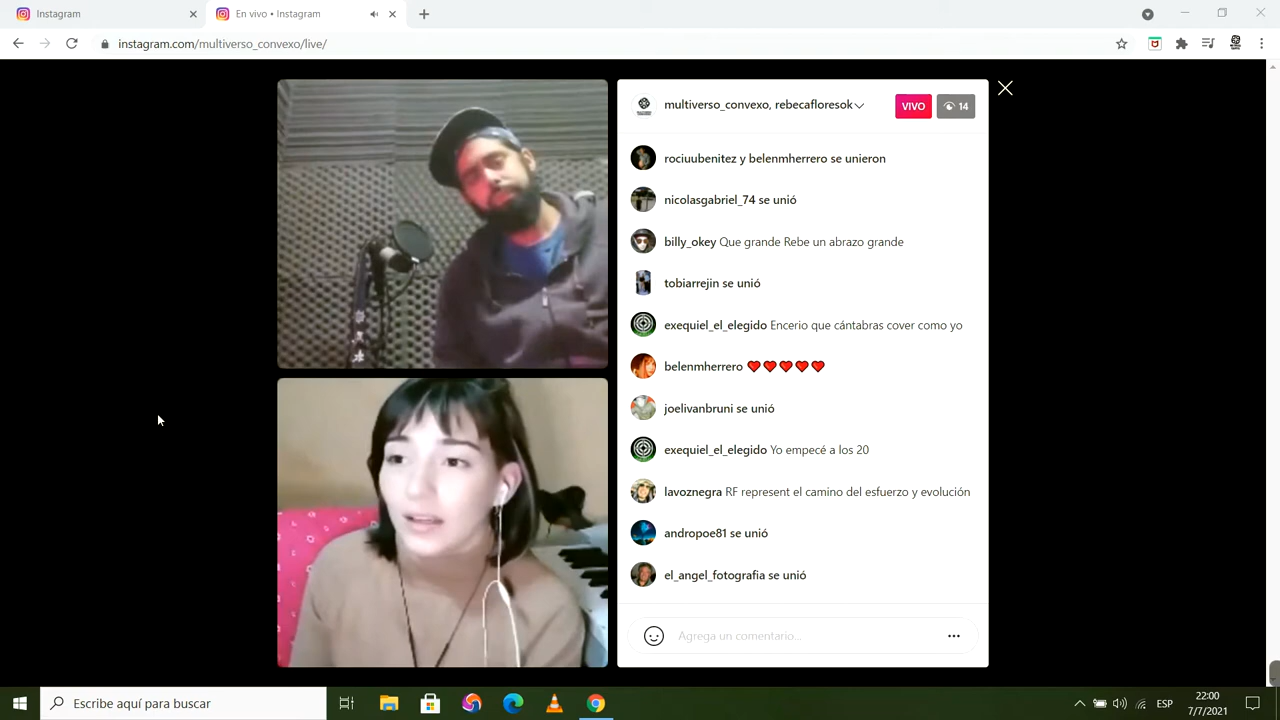 Instagram
En vivo • Instagram
instagram.com/multiverso_convexo/live/
multiverso_convexo, rebecafloresok
VIVO
14
rociuubenitez y belenmherrero se unieron
nicolasgabriel_74 se unió
billy_okey Que grande Rebe un abrazo grande
tobiarrejin se unió
exequiel_el_elegido Encerio que cántabras cover como yo
belenmherrero ❤❤❤❤❤
joelivanbruni se unió
exequiel_el_elegido Yo empecé a los 20
lavoznegra RF represent el camino del esfuerzo y evolución
andropoe81 se unió
el_angel_fotografia se unió
Agrega un comentario...
Escribe aquí para buscar
ESP
22:00
7/7/2021